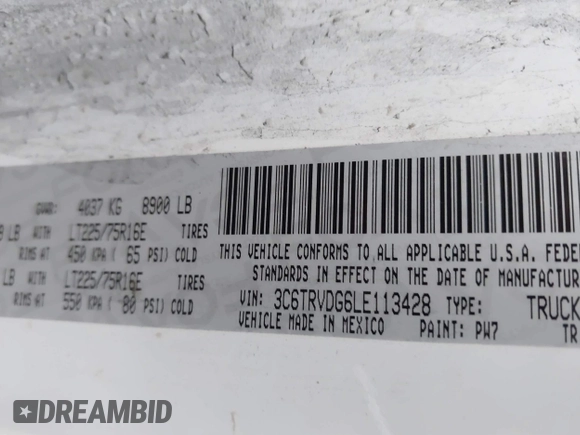 GVWR: 4037 KG 8900 LB
LB LT225/75R16E TIRES
RIMS AT 450 KPA ( 65 PSI) COLD
LB LT225/75R16E TIRES
RIMS AT 550 KPA ( 80 PSI) COLD
THIS VEHICLE CONFORMS TO ALL APPLICABLE U.S.A. FEDE
STANDARDS IN EFFECT ON THE DATE OF MANUFACTUR
VIN: 3C6TRVDG6LE113428 TYPE: TRUCK
VEHICLE MADE IN MEXICO PAINT: PW7 TR
DREAMBID